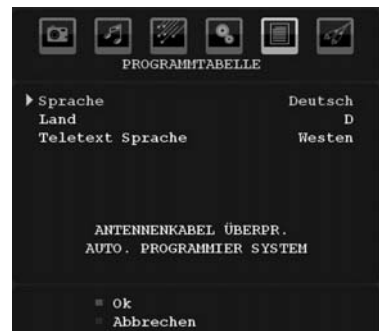 PROGRAMMTABELLE
Sprache Deutsch
Land D
Teletext Sprache Westen
ANTENNENKABEL ÜBERPR.
AUTO. PROGRAMMIER SYSTEM
Ok
Abbrechen